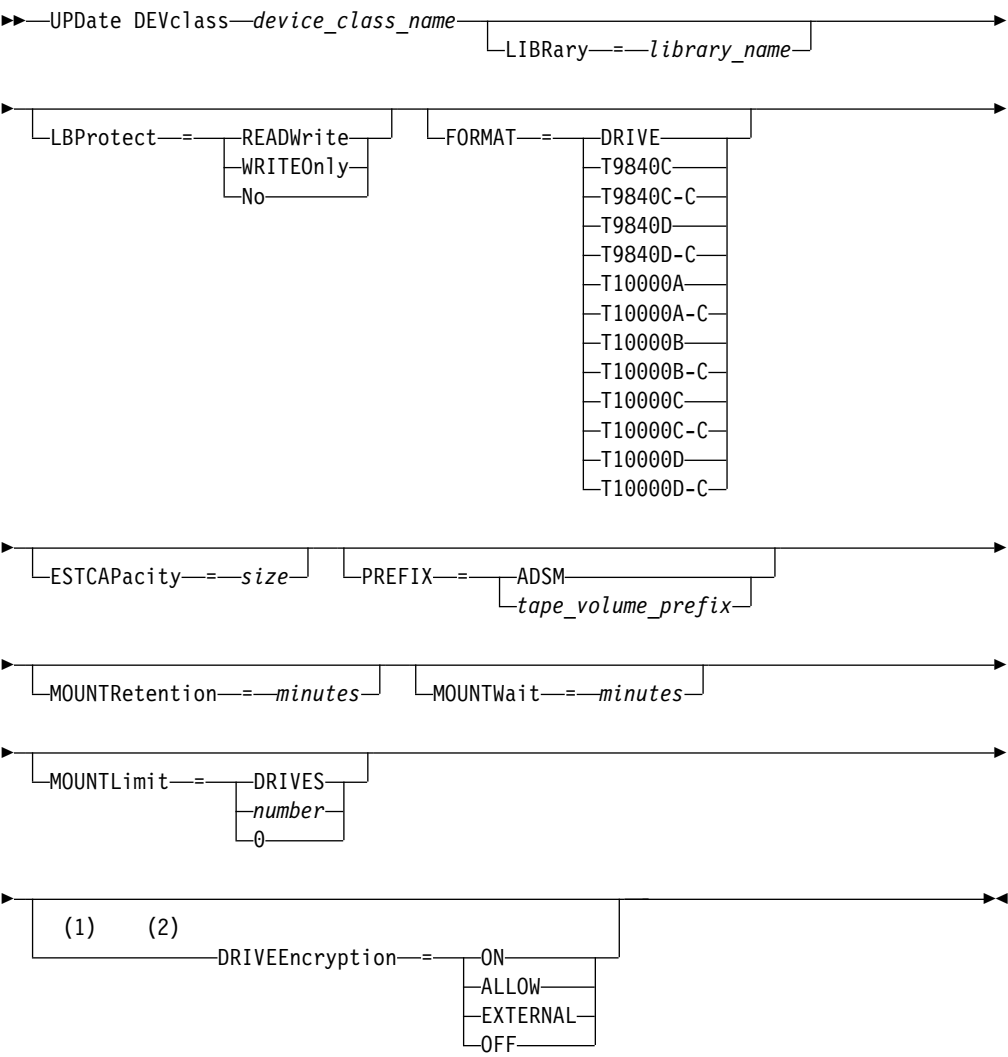 UPDate DEVclass device_class_name
LIBRary = library_name
LBProtect = READWrite
WRITEOnly
No
FORMAT = DRIVE
T9840C
T9840C-C
T9840D
T9840D-C
T10000A
T10000A-C
T10000B
T10000B-C
T10000C
T10000C-C
T10000D
T10000D-C
ESTCAPacity = size
PREFIX = ADSM
tape_volume_prefix
MOUNTRetention = minutes
MOUNTWait = minutes
MOUNTLimit = DRIVES
number
0
(1) (2)
DRIVEEncryption = ON
ALLOW
EXTERNAL
OFF